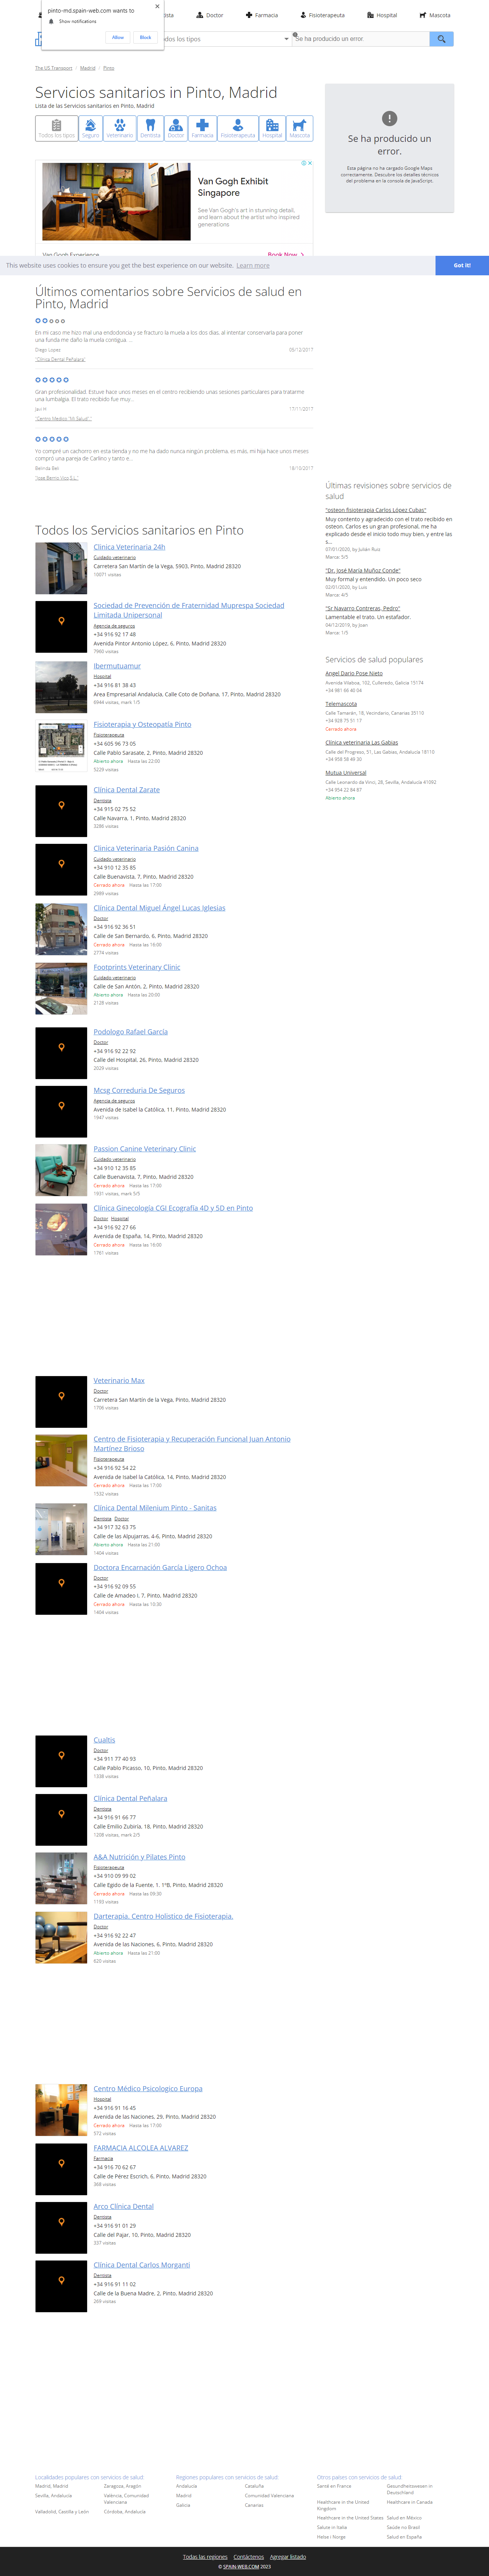 pinto-md.spain-web.com wants to
Show notifications
Allow
Block
Doctor
Farmacia
Fisioterapeuta
Hospital
Mascota
Se ha producido un error.
The US Transport
Madrid
Pinto
Servicios sanitarios in Pinto, Madrid
Lista de las Servicios sanitarios en Pinto, Madrid
Todos los tipos
Seguro
Veterinario
Dentista
Doctor
Farmacia
Fisioterapeuta
Hospital
Mascota
Van Gogh Exhibit
Singapore
See Van Gogh's art in stunning detail,
and learn about the artist who inspired
generations
Van Gogh Experience
Book Now
Se ha producido un
error.
Esta página no ha cargado Google Maps
correctamente. Descubre los detalles técnicos
del problema en la consola de JavaScript.
This website uses cookies to ensure you get the best experience on our website. Learn more
Got it!
Últimos comentarios sobre Servicios de salud en
Pinto, Madrid
En mi caso me hizo mal una endodoncia y se fracturo la muela a los dos dias, al intentar conservarla para poner
una funda me daño la muela contigua. ...
Diego Lopes
05/12/2017
"Clínica Dental Peñalara"
Gran profesionalidad. Estuve hace unos meses en el centro recibiendo unas sesiones particulares para tratarme
una lumbalgia. El trato recibido fue muy...
Javi H
17/11/2017
"Centro Medico "Mi Salud" "
Yo compré un cachorro en esta tienda y no me ha dado nunca ningún problema, es más, mi hija hace unos meses
compró una pareja de Carlino y tanto e...
"Jose Benito Vivo S.L."
Todos los Servicios sanitarios en Pinto
Clinica Veterinaria 24h
Cuidado veterinario
Carretera San Martín de la Vega, 5903, Pinto, Madrid 28320
10071 visitas
Sociedad de Prevención de Fraternidad Muprespa Sociedad
Limitada Unipersonal
Agencia de seguros
+34 916 92 17 48
Avenida Pintor Antonio López, 6, Pinto, Madrid 28320
7980 visitas
Ibermutuamur
Hospital
+34 916 81 38 43
Area Empresarial Andalucia, Calle Coto de Doñana, 17, Pinto, Madrid 28320
6944 visitas, mark 1/5
Fisioterapia y Osteopatía Pinto
Fisioterapeuta
+34 605 96 73 05
Calle Pablo Sarasate, 2, Pinto, Madrid 28320
Abierto ahora Hasta las 22:00
5229 visitas
Clínica Dental Zarate
Dentista
+34 915 02 75 52
Calle Navarra, 1, Pinto, Madrid 28320
3286 visitas
Clinica Veterinaria Pasión Canina
Cuidado veterinario
+34 910 12 35 85
Calle Buenavista, 7, Pinto, Madrid 28320
Cerrado ahora Hasta las 17:00
2989 visitas
Clínica Dental Miguel Ángel Lucas Iglesias
Doctor
+34 916 92 36 51
Calle de San Bernardo, 6, Pinto, Madrid 28320
Cerrado ahora Hasta las 16:00
2774 visitas
Footprints Veterinary Clinic
Cuidado veterinario
Calle de San Antón, 2, Pinto, Madrid 28320
Abierto ahora Hasta las 20:00
2128 visitas
Podologo Rafael García
Doctor
+34 916 92 22 92
Calle del Hospital, 26, Pinto, Madrid 28320
2029 visitas
Mcsg Correduria De Seguros
Agencia de seguros
Avenida de Isabel la Católica, 11, Pinto, Madrid 28320
1947 visitas
Passion Canine Veterinary Clinic
Cuidado veterinario
+34 910 12 35 85
Calle Buenavista, 7, Pinto, Madrid 28320
Cerrado ahora Hasta las 17:00
1931 visitas, mark 5/5
Clínica Ginecología CGI Ecografía 4D y 5D en Pinto
Doctor Hospital
+34 916 92 27 66
Avenida de España, 14, Pinto, Madrid 28320
Cerrado ahora Hasta las 16:00
1781 visitas
Veterinario Max
Doctor
Carretera San Martín de la Vega, Pinto, Madrid 28320
1706 visitas
Centro de Fisioterapia y Recuperación Funcional Juan Antonio
Martínez Brioso
Fisioterapeuta
+34 916 92 54 22
Avenida de Isabel la Católica, 14, Pinto, Madrid 28320
Cerrado ahora Hasta las 17:00
1532 visitas
Clínica Dental Milenium Pinto - Sanitas
Dentista Doctor
+34 917 32 63 75
Calle de las Alpujarras, 4-6, Pinto, Madrid 28320
Abierto ahora Hasta las 21:00
1404 visitas
Doctora Encarnación García Ligero Ochoa
Doctor
+34 916 92 09 55
Calle de Amadeo I, 7, Pinto, Madrid 28320
Cerrado ahora Hasta las 10:30
1404 visitas
Cualtis
Doctor
+34 911 77 40 93
Calle Pablo Picasso, 10, Pinto, Madrid 28320
1338 visitas
Clínica Dental Peñalara
Dentista
+34 916 91 66 77
Calle Emilio Zubiria, 18, Pinto, Madrid 28320
1208 visitas, mark 2/5
A&A Nutrición y Pilates Pinto
Fisioterapeuta
+34 910 09 99 02
Calle Egido de la Fuente, 1. 1ºB, Pinto, Madrid 28320
Cerrado ahora Hasta las 09:30
1193 visitas
Darterapia. Centro Holístico de Fisioterapia.
Doctor
+34 916 92 22 47
Avenida de las Naciones, 6, Pinto, Madrid 28320
Abierto ahora Hasta las 21:00
620 visitas
Centro Médico Psicologico Europa
Hospital
+34 916 91 16 45
Avenida de las Naciones, 29, Pinto, Madrid 28320
Cerrado ahora Hasta las 17:00
572 visitas
FARMACIA ALCOLEA ALVAREZ
Farmacia
+34 916 70 62 67
Calle de Pérez Escrich, 6, Pinto, Madrid 28320
368 visitas
Arco Clínica Dental
Dentista
+34 916 91 01 29
Calle del Pajar, 10, Pinto, Madrid 28320
337 visitas
Clínica Dental Carlos Morganti
Dentista
+34 916 91 11 02
Calle de la Buena Madre, 2, Pinto, Madrid 28320
269 visitas
Últimas revisiones sobre servicios de
salud
"osteon fisioterapia Carlos López Cubas"
Muy contento y agradecido con el trato recibido en
osteon. Carlos es un gran profesional, me ha
explicado desde el inicio todo muy bien, y entre las
s...
07/01/2020, by Julián Ruis
Marca: 5/5
"Dr. José María Muñoz Conde"
Muy formal y entendido. Un poco seco
02/01/2020, by Luis
Marca: 4/5
"Sr Navarro Contreras, Pedro"
Lamentable el trato. Un estafador.
04/12/2019, by Joan
Marca: 1/5
Servicios de salud populares
Angel Dario Pose Nieto
Avenida Vilaboa, 102, Culleredo, Galicia 15174
+34 981 66 40 04
Telemascota
Calle Tamarán, 18, Vecindario, Canarias 35110
+34 928 75 51 17
Cerrado ahora
Clínica veterinaria Las Gabias
Calle del Progreso, 51, Las Gabias, Andalucía 18110
+34 958 58 49 30
Mutua Universal
Calle Leonardo da Vinci, 28, Sevilla, Andalucía 41092
+34 954 22 84 87
Abierto ahora
Localidades populares con servicios de salud:
Madrid, Madrid
Zaragoza, Aragón
Sevilla, Andalucía
València, Comunidad
Valenciana
Valladolid, Castilla y León
Córdoba, Andalucía
Regiones populares con servicios de salud:
Andalucía
Cataluña
Madrid
Comunidad Valenciana
Galicia
Canarias
Otros países con servicios de salud:
Santé en France
Gesundheitswesen in
Deutschland
Healthcare in the United
Kingdom
Healthcare in Canada
Healthcare in the United States
Salud en México
Salute in Italia
Saúde no Brasil
Helse i Norge
Salud en España
Todas las regiones
Contáctenos
Agregar listado
© SPAIN-WEB.COM 2023